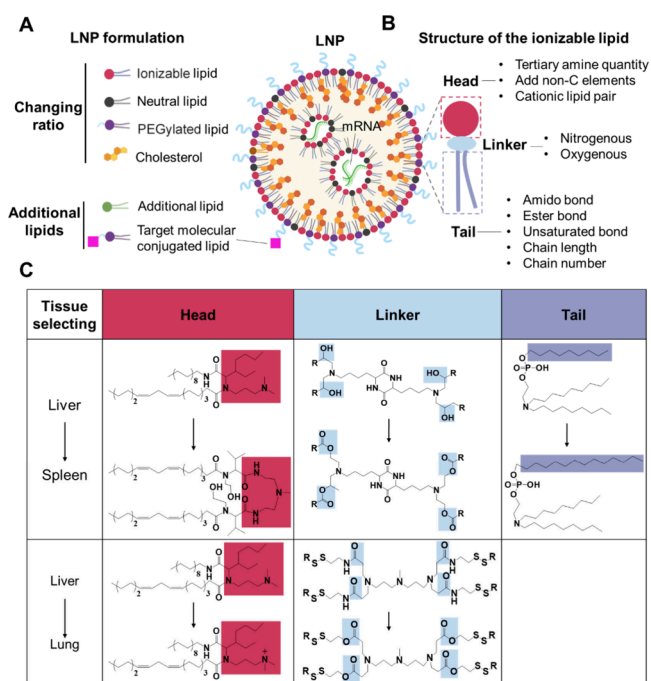 A
LNP formulation
Changing
ratio
Ionizable lipid
Neutral lipid
PEGylated lipid
Cholesterol
Additional
lipids
Additional lipid
Target molecular
conjugated lipid
LNP
mRNA
B
Structure of the ionizable lipid
Head
• Tertiary amine quantity
• Add non-C elements
• Cationic lipid pair
Linker
• Nitrogenous
• Oxygenous
Tail
• Amido bond
• Ester bond
• Unsaturated bond
• Chain length
• Chain number
C
Tissue
selecting
Head
Linker
Tail
Liver
Spleen
Liver
Lung